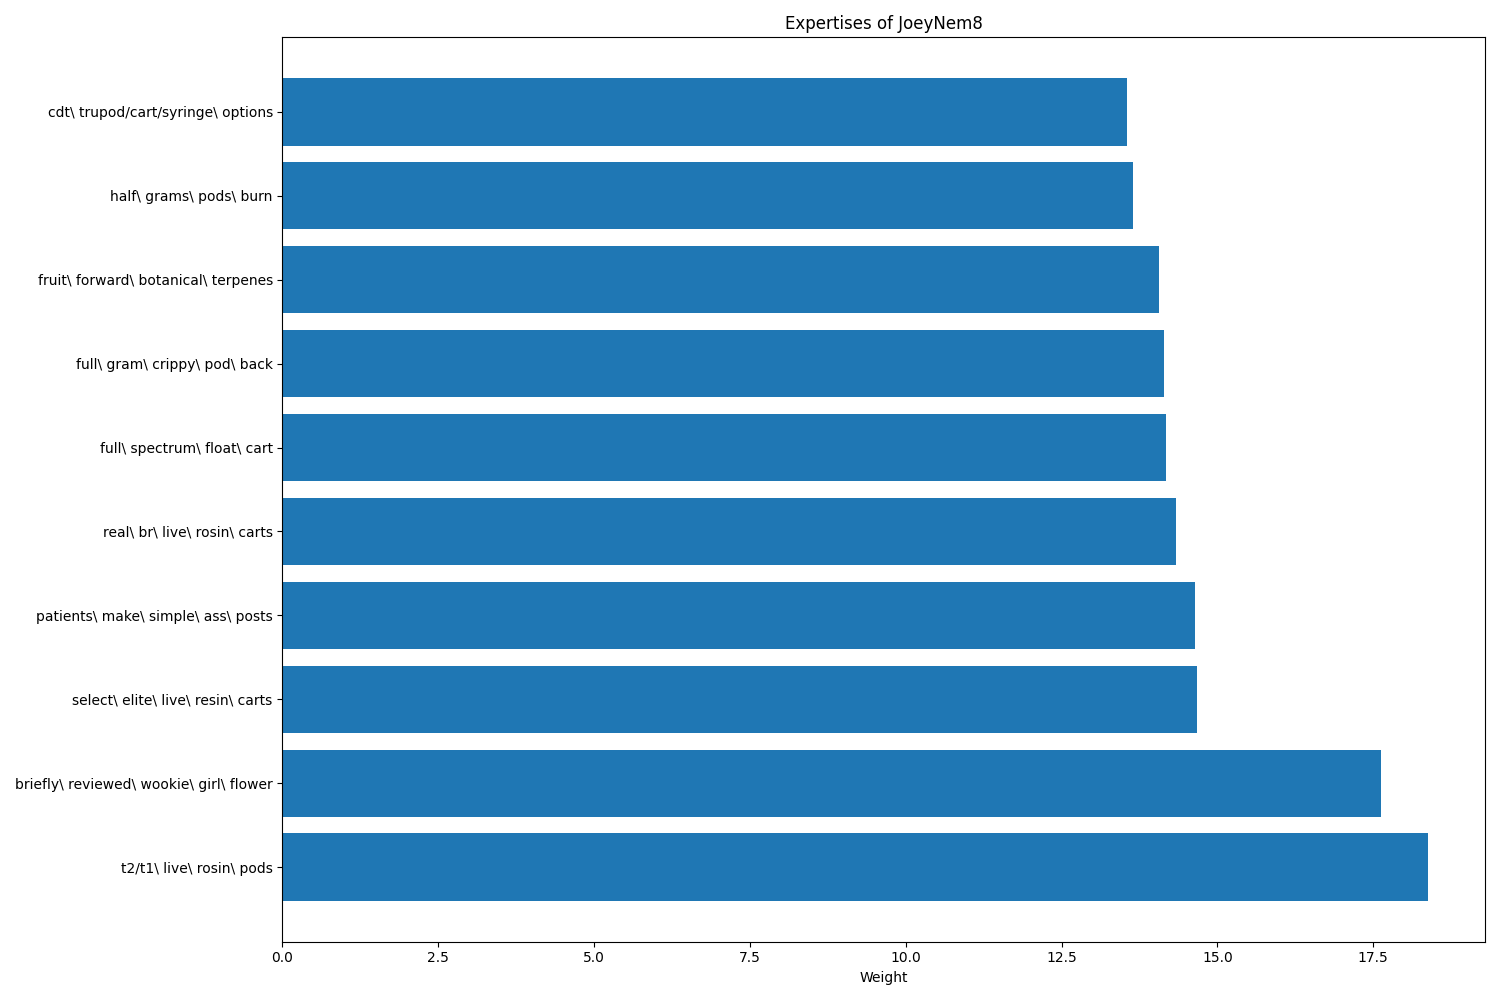 Expertises of JoeyNem8
cdt\ trupod/cart/syringe\ options
half\ grams\ pods\ burn
fruit\ forward\ botanical\ terpenes
full\ gram\ crippy\ pod\ back
full\ spectrum\ float\ cart
real\ br\ live\ rosin\ carts
patients\ make\ simple\ ass\ posts
select\ elite\ live\ resin\ carts
briefly\ reviewed\ wookie\ girl\ flower
t2/t1\ live\ rosin\ pods
0.0 2.5 5.0 7.5 10.0 12.5 15.0 17.5
Weight